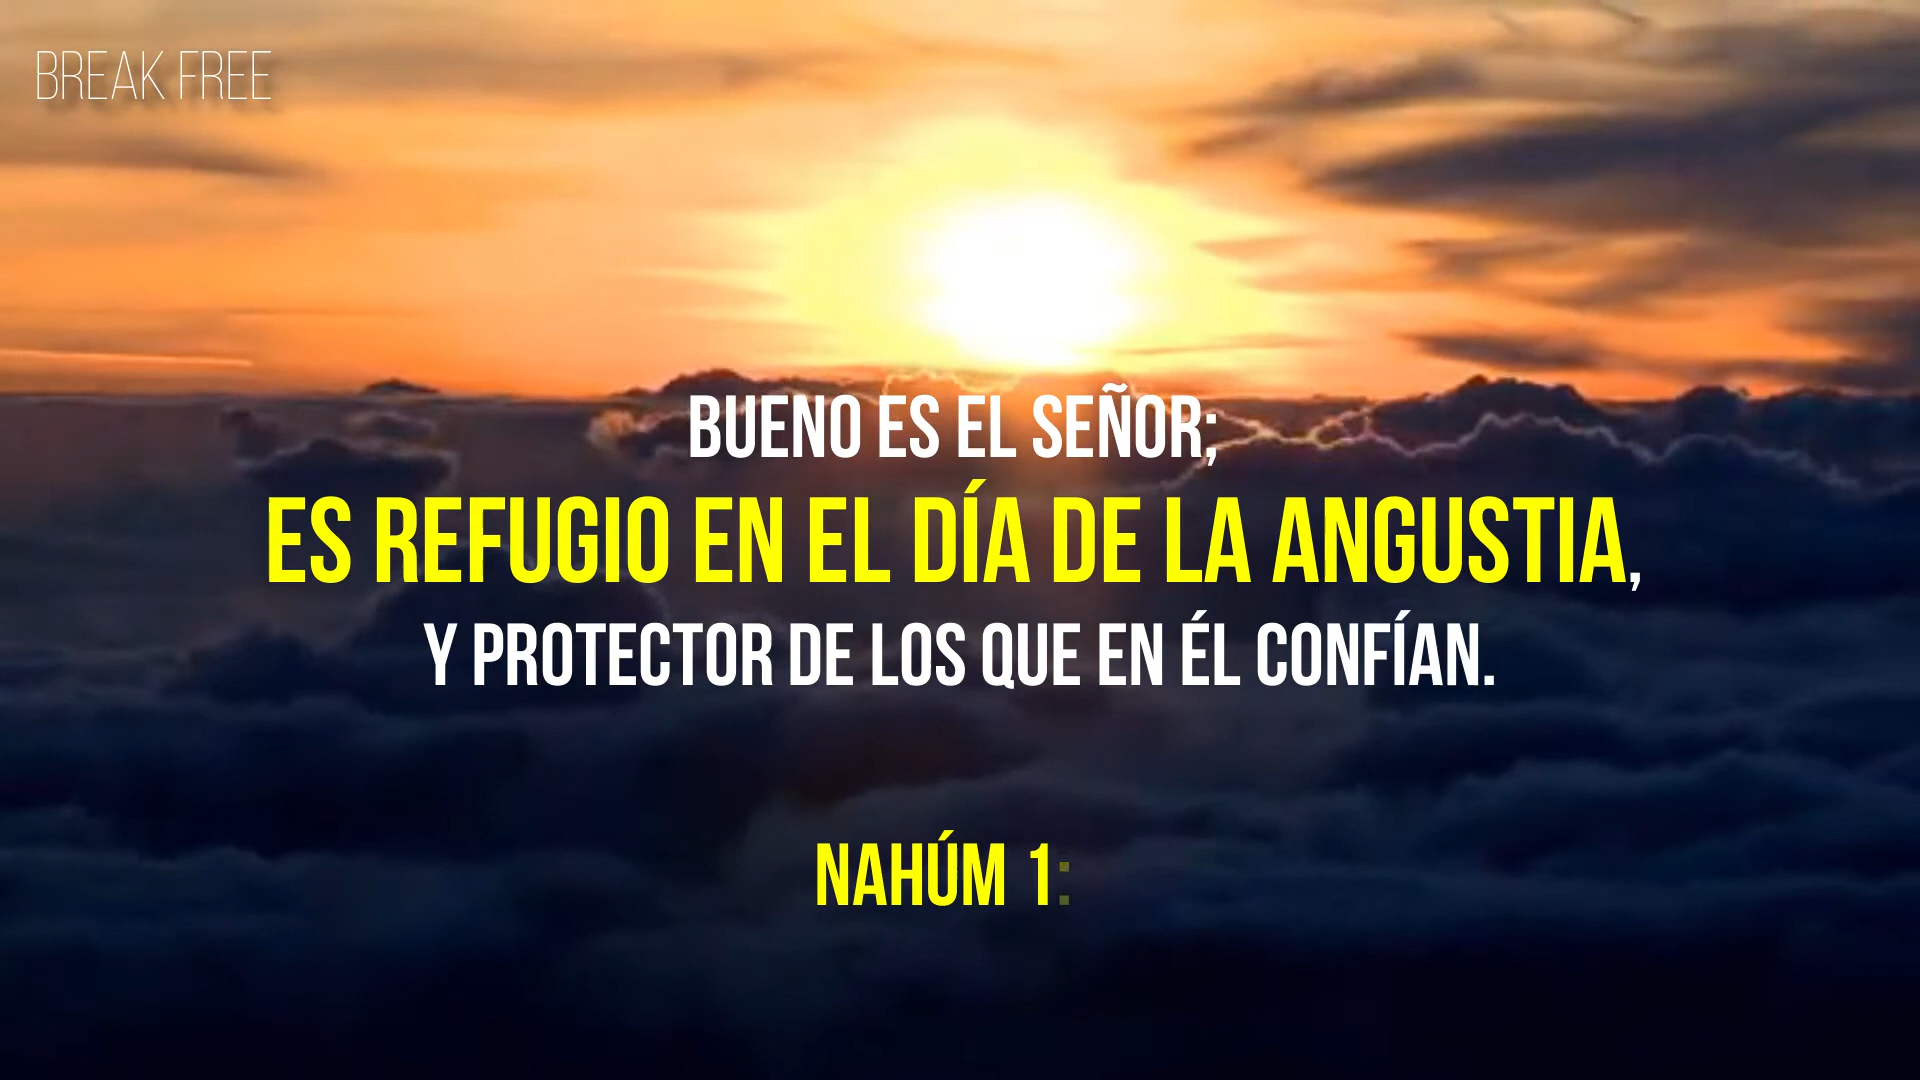 BREAK FREE
BUENO ES EL SEÑOR;
ES REFUGIO EN EL DÍA DE LA ANGUSTIA,
Y PROTECTOR DE LOS QUE EN ÉL CONFÍAN.
NAHÚM 1: